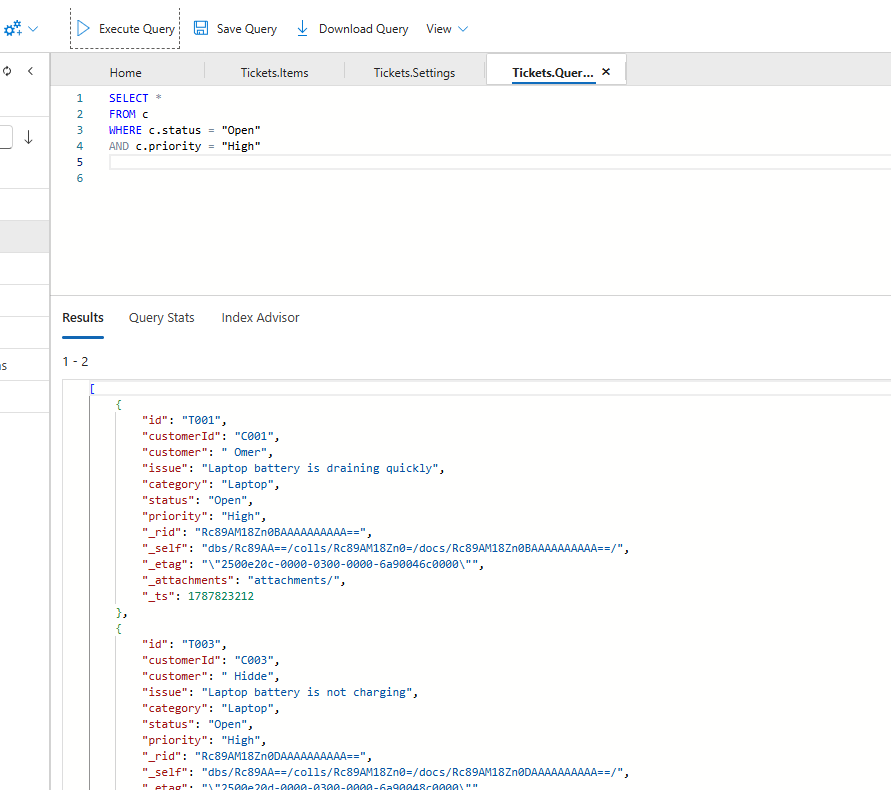 Execute Query Save Query Download Query View
Home Tickets.Items Tickets.Settings Tickets.Quer...
1 SELECT *
2 FROM c
3 WHERE c.status = "Open"
4 AND c.priority = "High"
5
6
Results Query Stats Index Advisor
1 - 2
[
{
"id": "T001",
"customerId": "C001",
"customer": " Omer",
"issue": "Laptop battery is draining quickly",
"category": "Laptop",
"status": "Open",
"priority": "High",
"_rid": "Rc89AM18Zn0BAAAAAAAAAA==",
"_self": "dbs/Rc89AA==/colls/Rc89AM18Zn0=/docs/Rc89AM18Zn0BAAAAAAAAAA==/",
"_etag": "\"2500e20c-0000-0300-0000-6a90046c0000\"",
"_attachments": "attachments/",
"_ts": 1787823212
},
{
"id": "T003",
"customerId": "C003",
"customer": " Hidde",
"issue": "Laptop battery is not charging",
"category": "Laptop",
"status": "Open",
"priority": "High",
"_rid": "Rc89AM18Zn0DAAAAAAAAAA==",
"_self": "dbs/Rc89AA==/colls/Rc89AM18Zn0=/docs/Rc89AM18Zn0DAAAAAAAAAA==/",
"_etag": "\"2500e20d-0000-0300-0000-6a90048c0000\""